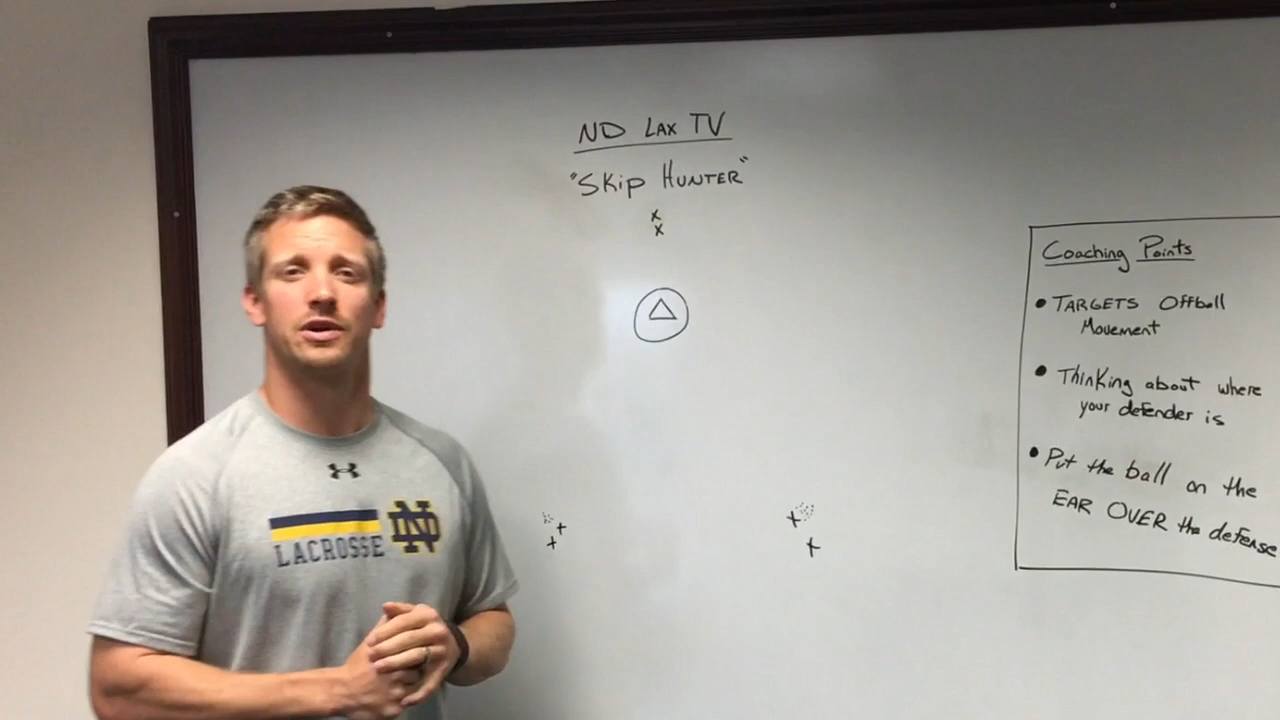 ND LAX TV
"SKip HUNTER"
x
x
Coaching Points
• TARGETS Offball
Movement
• Thinking about where
your defender is
• Put the ball on the
EAR OVER the defense
LACROSSE
ND